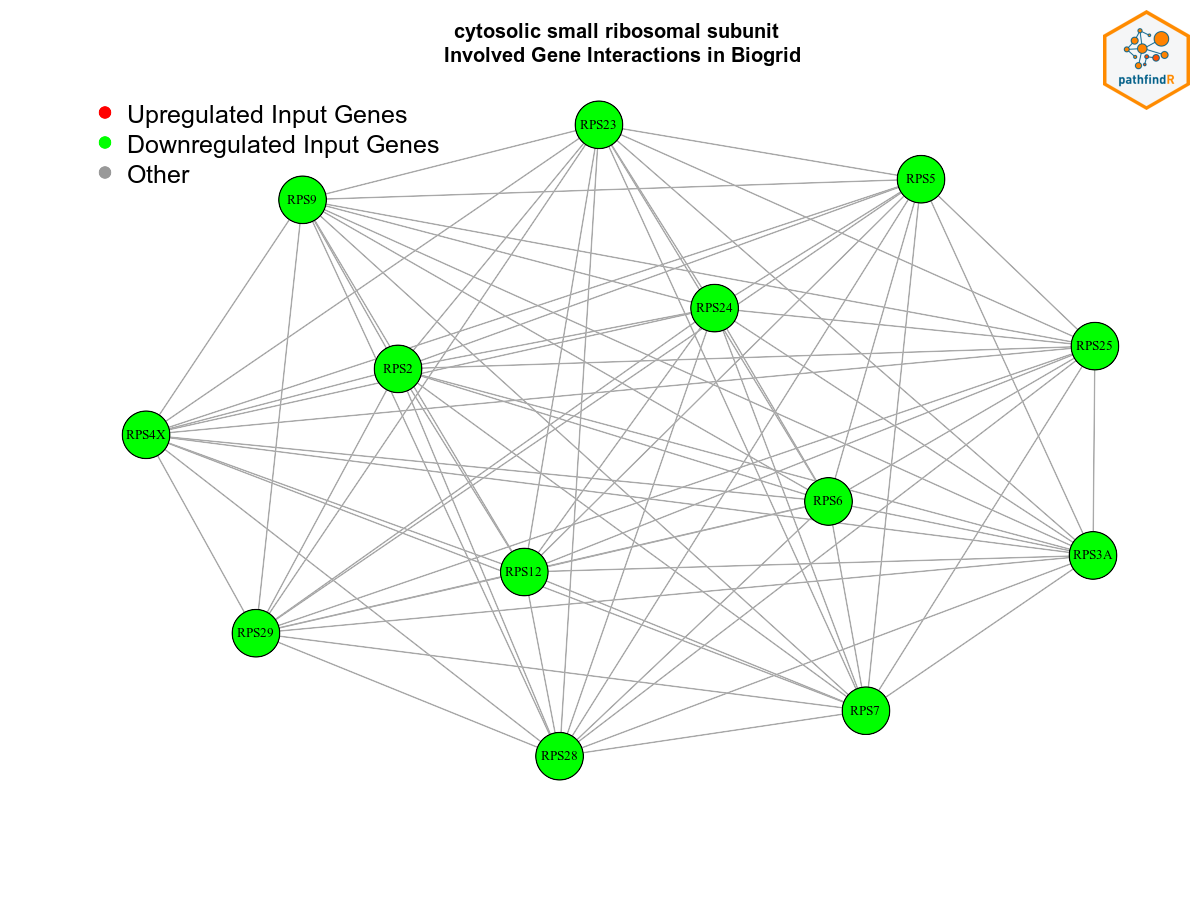 cytosolic small ribosomal subunit
Involved Gene Interactions in Biogrid
pathfindR
Upregulated Input Genes
Downregulated Input Genes
Other
RPS23
RPS5
RPS9
RPS24
RPS25
RPS2
RPS4X
RPS6
RPS3A
RPS12
RPS29
RPS7
RPS28